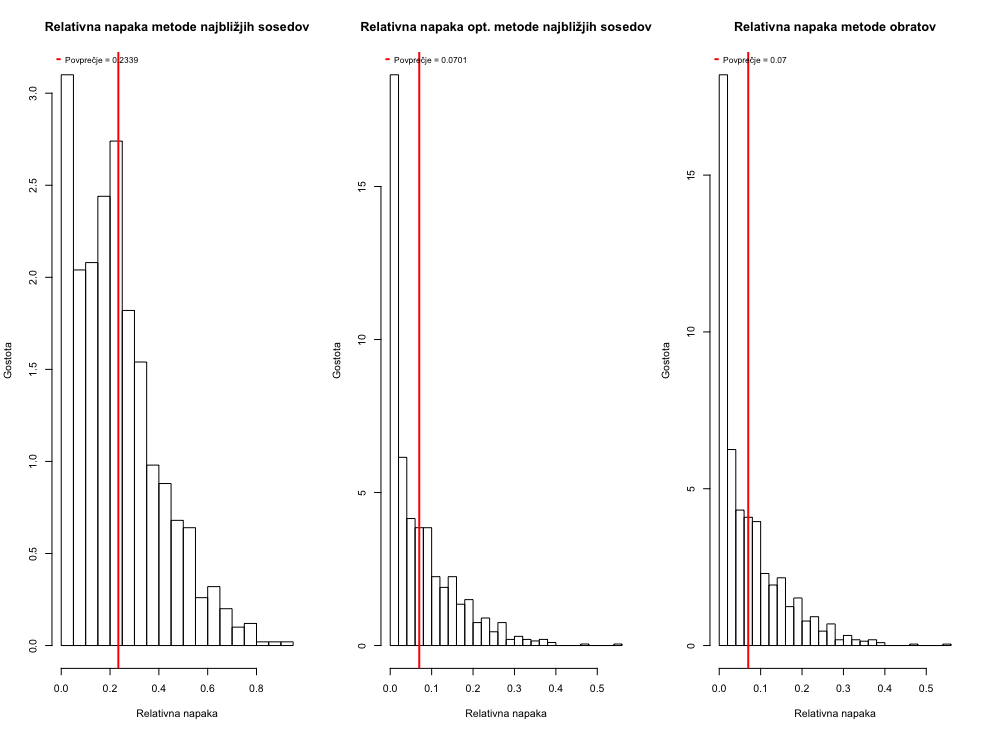 Relativna napaka metode najbližjih sosedov
Povprečje = 0.2339
Gostota
3.0
2.5
2.0
1.5
1.0
0.5
0.0
0.0 0.2 0.4 0.6 0.8
Relativna napaka
Relativna napaka opt. metode najbližjih sosedov
Povprečje = 0.0701
Gostota
15
10
5
0
0.0 0.1 0.2 0.3 0.4 0.5
Relativna napaka
Relativna napaka metode obratov
Povprečje = 0.07
Gostota
15
10
5
0
0.0 0.1 0.2 0.3 0.4 0.5
Relativna napaka